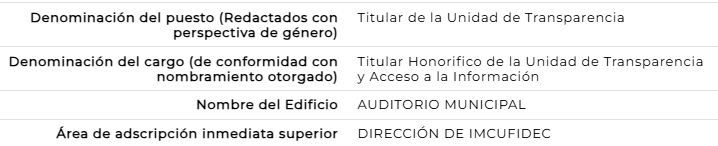 Denominación del puesto (Redactados con Titular de la Unidad de Transparencia
perspectiva de género)
Denominación del cargo (de conformidad con Titular Honorifico de la Unidad de Transparencia
nombramiento otorgado) y Acceso a la Información
Nombre del Edificio AUDITORIO MUNICIPAL
Área de adscripción inmediata superior DIRECCIÓN DE IMCUFIDEC